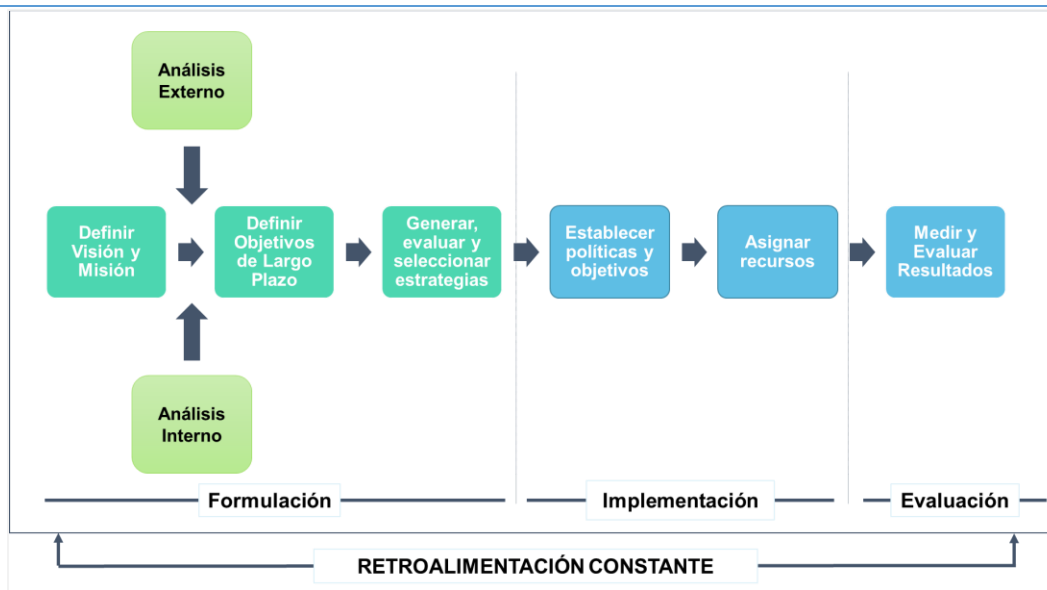 Análisis
Externo
Definir
Visión y
Misión
Definir
Objetivos
de Largo
Plazo
Generar,
evaluar y
seleccionar
estrategias
Establecer
políticas y
objetivos
Asignar
recursos
Medir y
Evaluar
Resultados
Análisis
Interno
Formulación
Implementación
Evaluación
RETROALIMENTACIÓN CONSTANTE